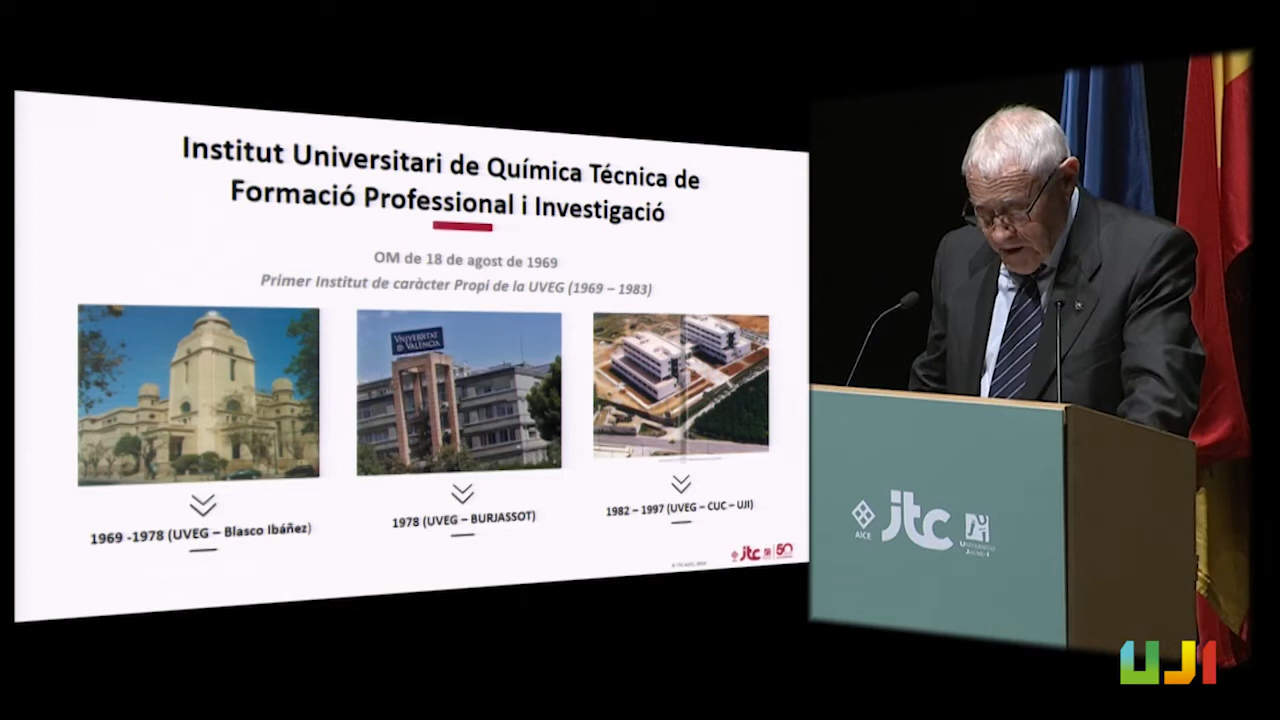 Institut Universitari de Química Técnica de
Formació Professional i Investigació
OM de 18 de agost de 1969
Primer Institut de caràcter Propi de la UVEG (1969 – 1983)
VNIVERSITAT
DE VALÈNCIA
1969 -1978 (UVEG – Blasco Ibáñez)
1978 (UVEG – BURJASSOT)
1982 – 1997 (UVEG – CUC – UJI)
itc
50
AICE
itc
UNIVERSITAT
JAUME·I
UJI